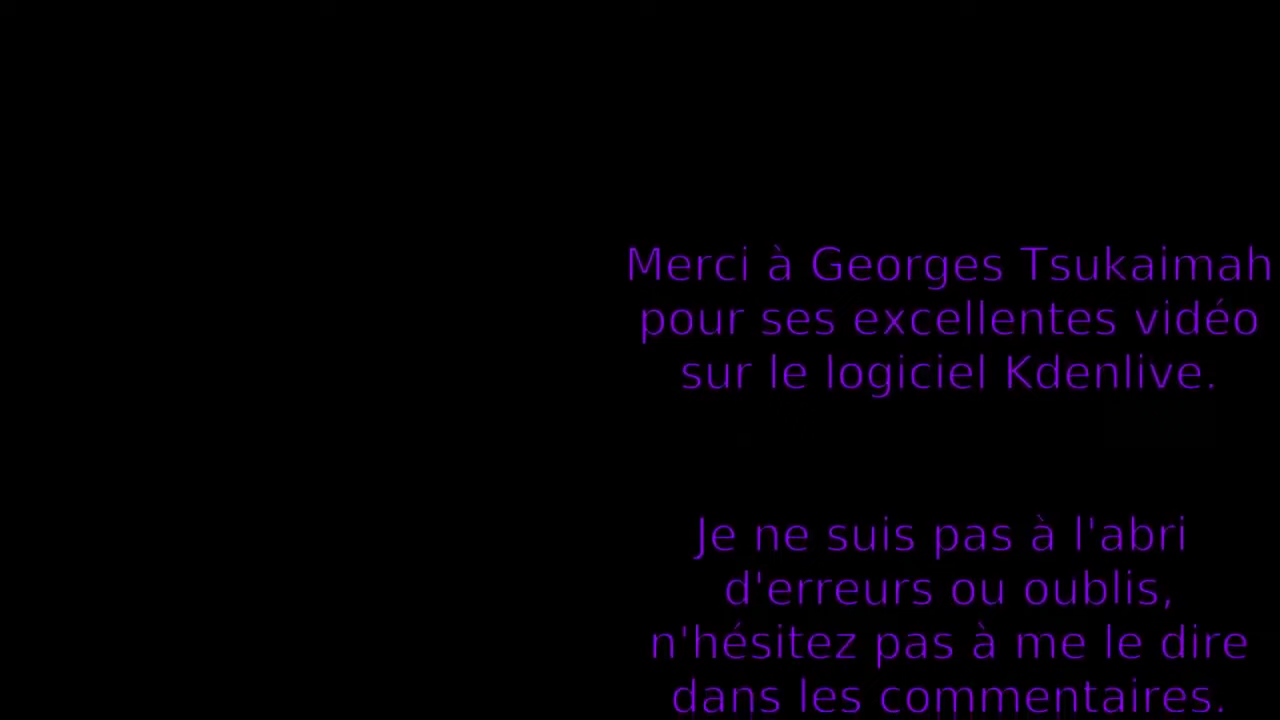 Merci à Georges Tsukaimah
pour ses excellentes vidéo
sur le logiciel Kdenlive.
Je ne suis pas à l'abri
d'erreurs ou oublis,
n'hésitez pas à me le dire
dans les commentaires.